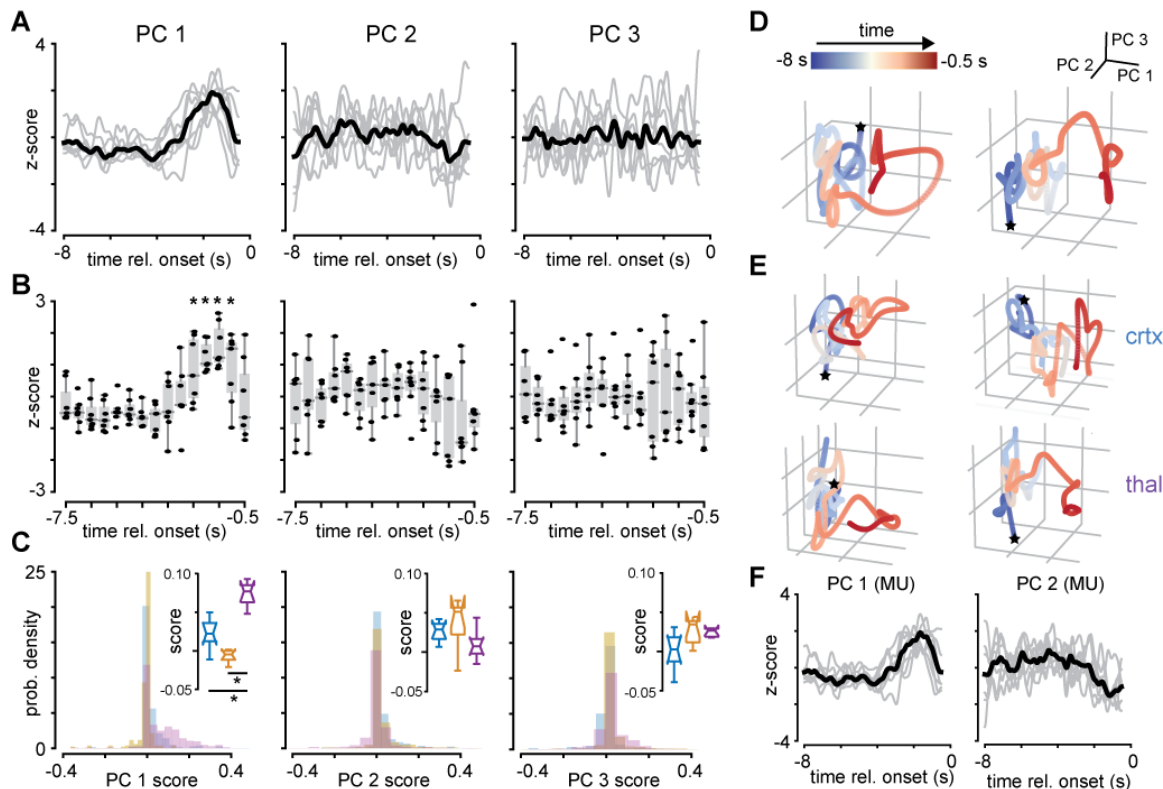 A
PC 1
PC 2
PC 3
4
z-score
-4
-8
0
-8
0
-8
0
time rel. onset (s)
time rel. onset (s)
time rel. onset (s)
B
3
* * * *
z-score
-3
-7.5
-0.5
-7.5
-0.5
-7.5
-0.5
time rel. onset (s)
time rel. onset (s)
time rel. onset (s)
C
25
prob. density
0
0.10
score
-0.05
*
*
0.10
score
-0.05
0.10
score
-0.05
-0.4
0.4
-0.4
0.4
-0.4
0.4
PC 1 score
PC 2 score
PC 3 score
D
time
-8 s
-0.5 s
PC 3
PC 2
PC 1
E
crtx
thal
F
PC 1 (MU)
PC 2 (MU)
4
z-score
-4
-8
0
-8
0
time rel. onset (s)
time rel. onset (s)